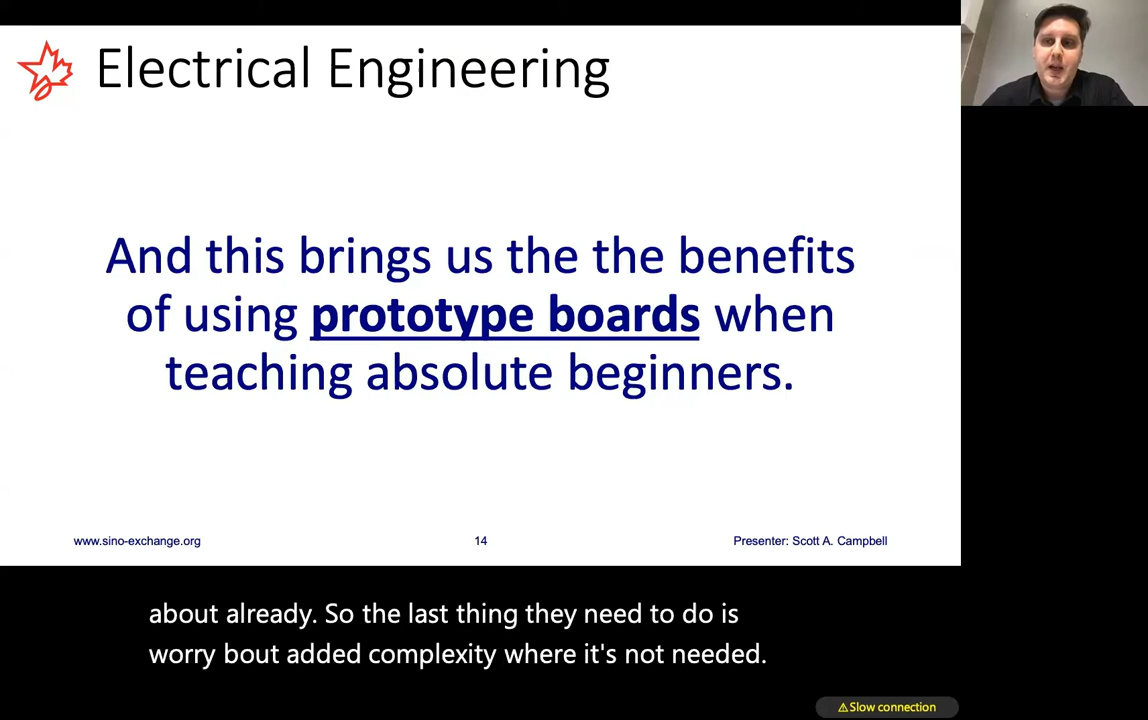 Electrical Engineering
And this brings us the the benefits
of using prototype boards when
teaching absolute beginners.
www.sino-exchange.org
14
Presenter: Scott A. Campbell
about already. So the last thing they need to do is
worry bout added complexity where it's not needed.
⚠Slow connection